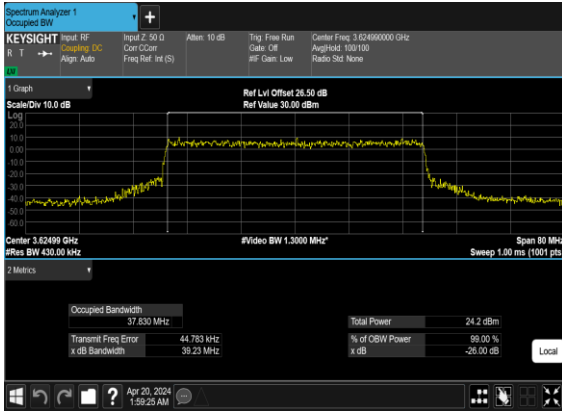 Spectrum Analyzer 1
Occupied BW
+
KEYSIGHT Input: RF Input Z: 50 Ω Atten: 10 dB Trig: Free Run Center Freq: 3.624990000 GHz
R T Coupling: DC Corr CCorr Gate: Off Avg|Hold: 100/100
Align: Auto Freq Ref: Int (S) #IF Gain: Low Radio Std: None
LXI
1 Graph Ref Lvl Offset 26.50 dB
Scale/Div 10.0 dB Ref Value 30.00 dBm
Log
20.0
10.0
0.00
-10.0
-20.0
-30.0
-40.0
-50.0
-60.0
Center 3.62499 GHz #Video BW 1.3000 MHz* Span 80 MHz
#Res BW 430.00 kHz Sweep 1.00 ms (1001 pts)
2 Metrics
Occupied Bandwidth
37.830 MHz Total Power 24.2 dBm
Transmit Freq Error 44.783 kHz % of OBW Power 99.00 %
x dB Bandwidth 39.23 MHz x dB -26.00 dB
Local
? Apr 20, 2024
1:59:25 AM